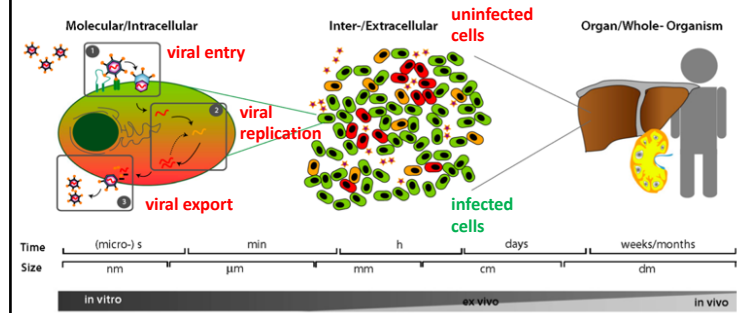 Molecular/Intracellular
Inter-/Extracellular
uninfected
cells
Organ/Whole- Organism
1
viral entry
2
viral
replication
3
viral export
infected
cells
Time (micro-) s min h days weeks/months
Size nm µm mm cm dm
in vitro ex vivo in vivo